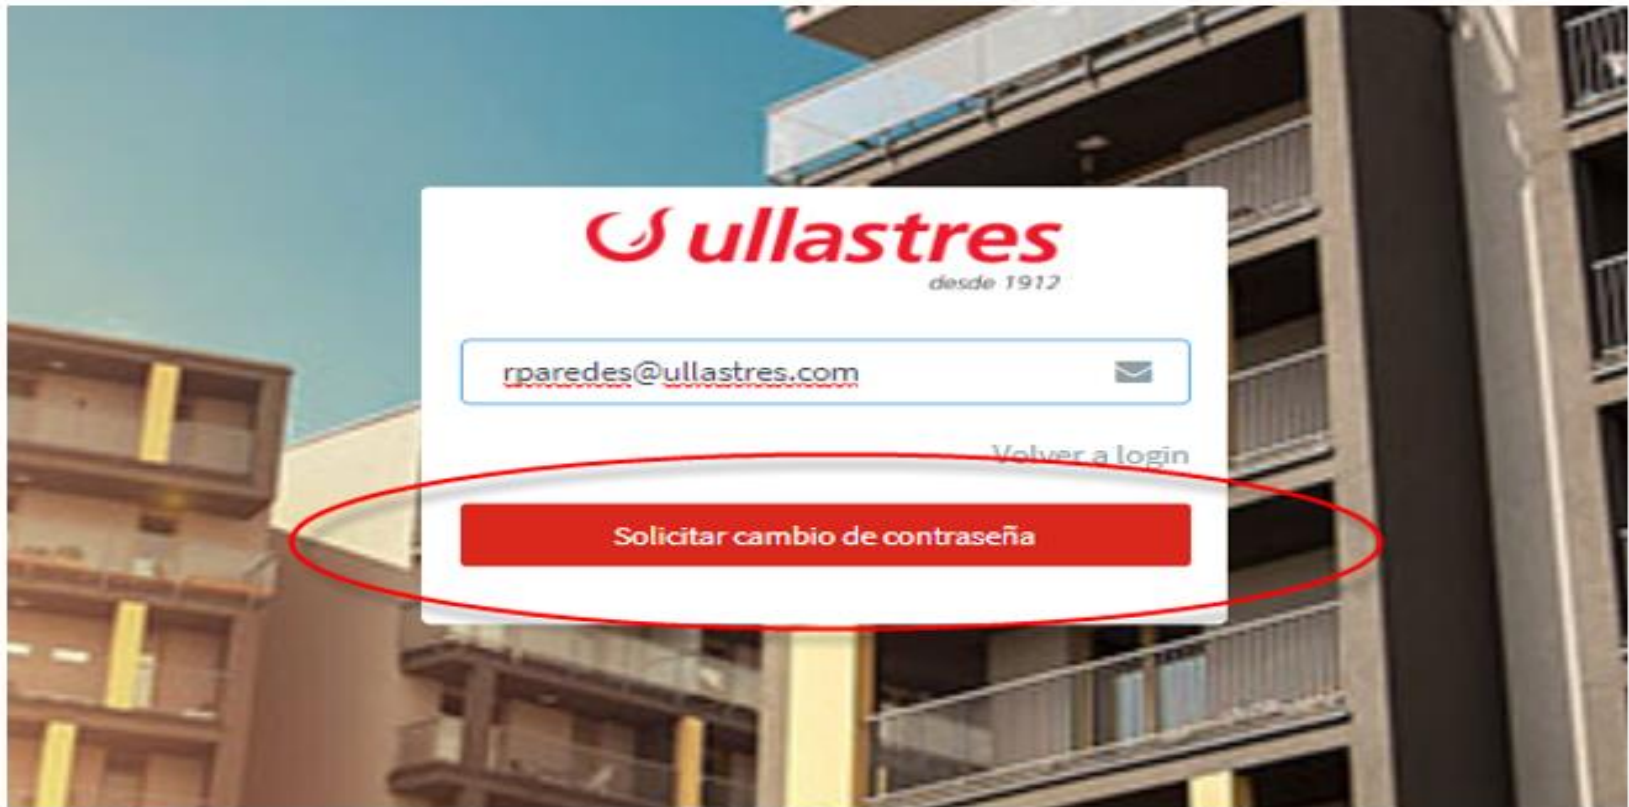 ullastres
desde 1912
rparedes@ullastres.com
Volver a login
Solicitar cambio de contraseña